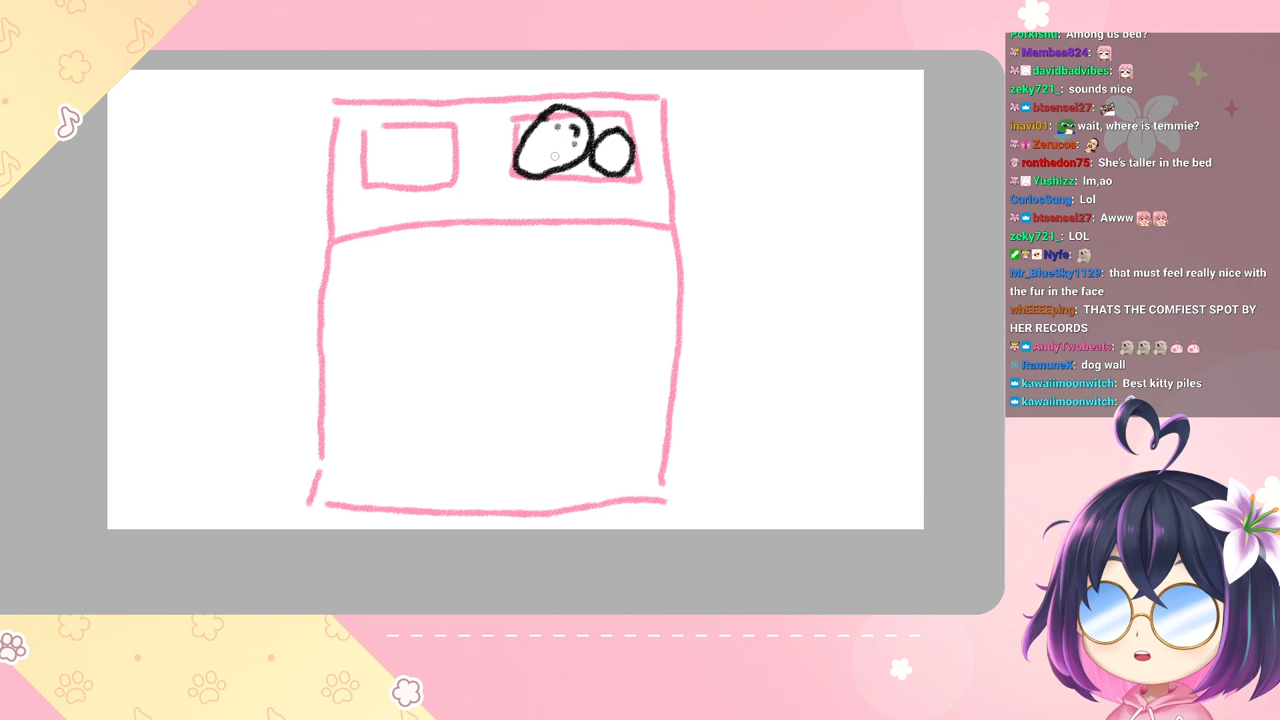 Porkishu: Among us bed?
Mambaa824:
davidbadvibes:
zeky721_: sounds nice
btsensei27:
inavi01: wait, where is temmie?
Zerucoe:
ronthedon75: She's taller in the bed
Yushizz: lm,ao
CarlosSung: Lol
btsensei27: Awww
zeky721_: LOL
Nyfe:
Mr_BlueSky1129: that must feel really nice with
the fur in the face
whEEEEping: THATS THE COMFIEST SPOT BY
HER RECORDS
AndyTwobeats:
RamuneK: dog wall
kawaiimoonwitch: Best kitty piles
kawaiimoonwitch: